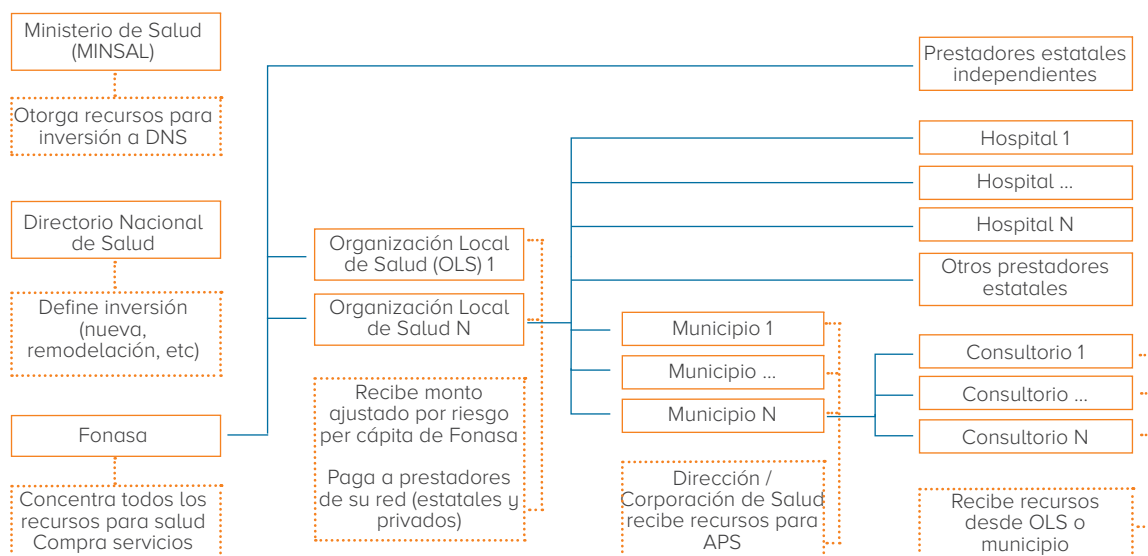 Ministerio de Salud
(MINSAL)
Otorga recursos para
inversión a DNS
Directorio Nacional
de Salud
Define inversión
(nueva,
remodelación, etc)
Fonasa
Concentra todos los
recursos para salud
Compra servicios
Organización Local
de Salud (OLS) 1
Organización Local
de Salud N
Recibe monto
ajustado por riesgo
per cápita de Fonasa
Paga a prestadores
de su red (estatales y
privados)
Municipio 1
Municipio ...
Municipio N
Dirección /
Corporación de Salud
recibe recursos para
APS
Prestadores estatales
independientes
Hospital 1
Hospital ...
Hospital N
Otros prestadores
estatales
Consultorio 1
Consultorio ...
Consultorio N
Recibe recursos
desde OLS o
municipio